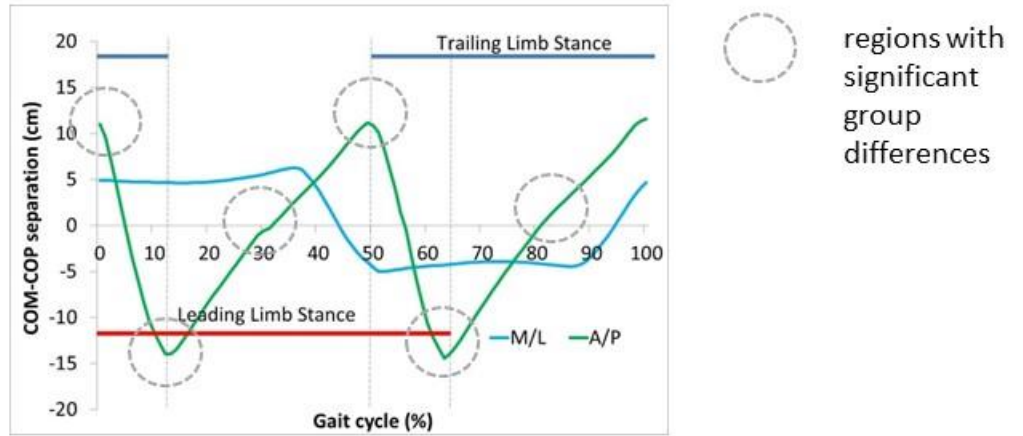 20
15
10
5
0
-5
-10
-15
-20
COM-COP separation (cm)
Trailing Limb Stance
0 10 20 30 40 50 60 70 80 90 100
Leading Limb Stance
M/L A/P
Gait cycle (%)
regions with
significant
group
differences